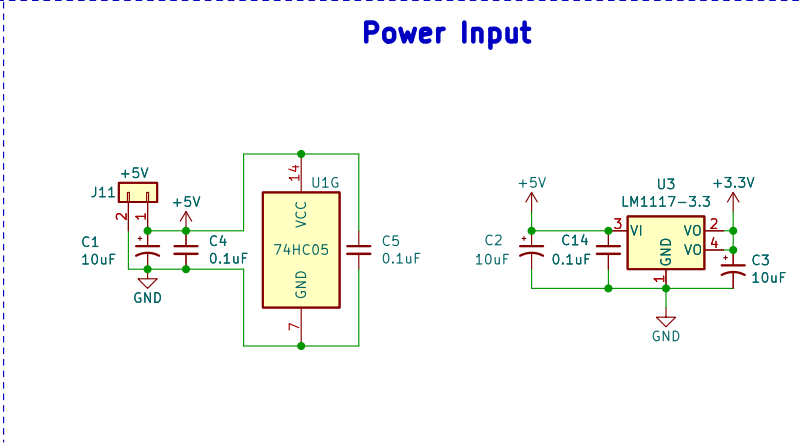 Power Input
+5V
J11
2
1
+5V
C1
10uF
C4
0.1uF
GND
14
U1G
VCC
74HC05
GND
7
C5
0.1uF
+5V
C2
10uF
C14
0.1uF
U3
LM1117-3.3
3
VI
VO
2
VO
4
GND
1
+3.3V
C3
10uF
GND